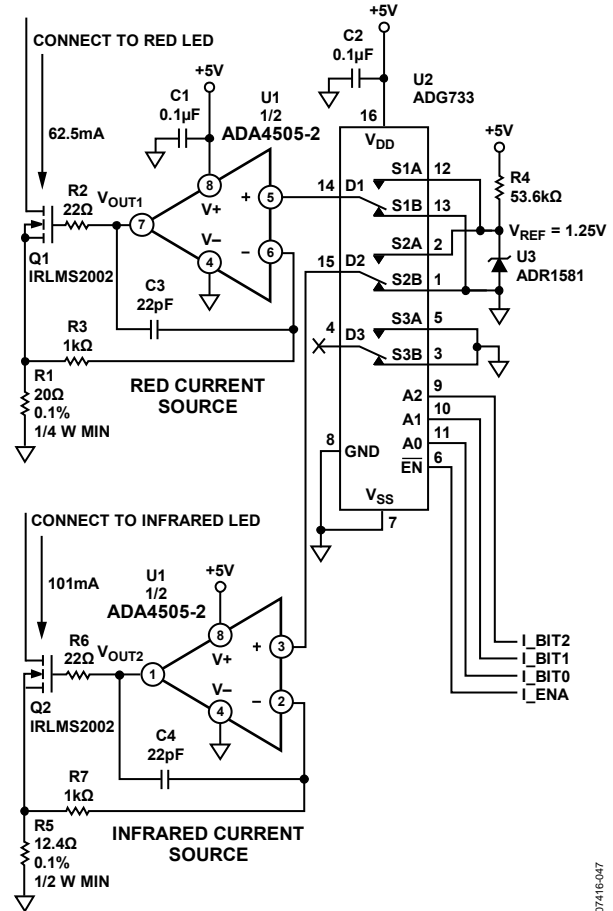 CONNECT TO RED LED
62.5mA
+5V
C1
0.1µF
U1
1/2
ADA4505-2
R2
22Ω
VOUT1
7
8
V+
V–
4
+
5
–
6
Q1
IRLMS2002
C3
22pF
R3
1kΩ
R1
20Ω
0.1%
1/4 W MIN
RED CURRENT
SOURCE
C2
0.1µF
+5V
U2
ADG733
16
VDD
14
D1
S1A
12
S1B
13
15
D2
S2A
2
S2B
1
4
D3
S3A
5
S3B
3
A2
9
A1
10
A0
11
EN
6
8
GND
VSS
7
+5V
R4
53.6kΩ
VREF = 1.25V
U3
ADR1581
I_BIT2
I_BIT1
I_BIT0
I_ENA
CONNECT TO INFRARED LED
101mA
U1
1/2
ADA4505-2
+5V
R6
22Ω
VOUT2
1
8
V+
V–
4
+
3
–
2
Q2
IRLMS2002
C4
22pF
R7
1kΩ
R5
12.4Ω
0.1%
1/2 W MIN
INFRARED CURRENT
SOURCE
07416-047